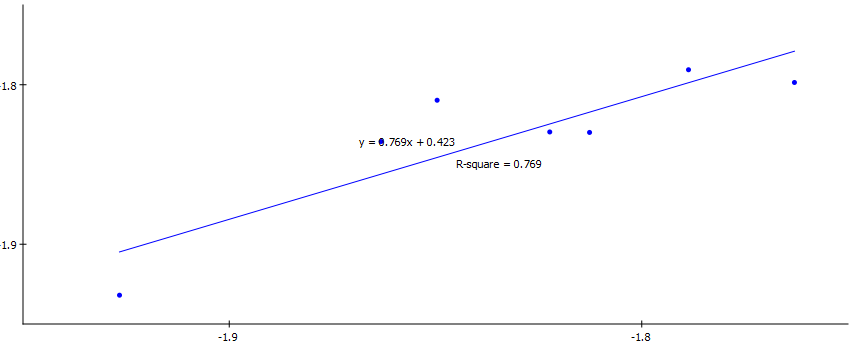 -1.8
y = 0.769x + 0.423
R-square = 0.769
-1.9
-1.9 -1.8